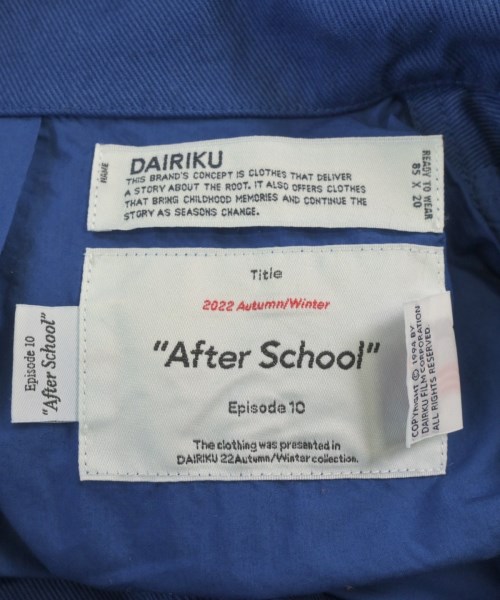 NAME
DAIRIKU
THIS BRAND'S CONCEPT IS CLOTHES THAT DELIVER
A STORY ABOUT THE ROOT. IT ALSO OFFERS CLOTHES
THAT BRING CHILDHOOD MEMORIES AND CONTINUE THE
STORY AS SEASONS CHANGE.
READY TO WEAR
85 X 20
Title
2022 Autumn/Winter
"After School"
Episode 10
The clothing was presented in
DAIRIKU 22Autumn/Winter collection.
Episode 10
"After School"
COPYRIGHT © 1994 BY
DAIRIKU FILM CORPORATION
ALL RIGHTS RESERVED.